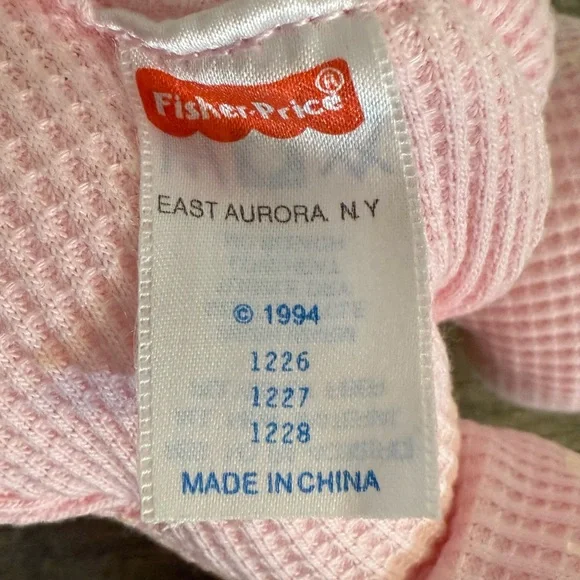 Fisher-Price®
EAST AURORA. N.Y
© 1994
1226
1227
1228
MADE IN CHINA